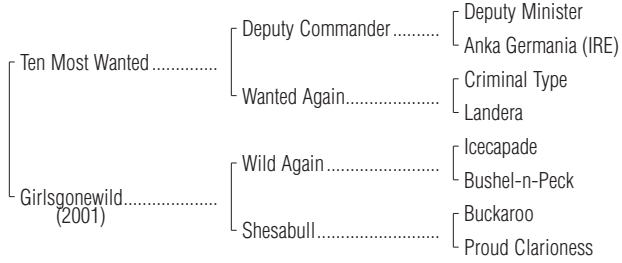 Deputy Minister
Deputy Commander..........
Anka Germania (IRE)
Ten Most Wanted..............
Criminal Type
Wanted Again....................
Landera
Icecapade
Wild Again ........................
Bushel-n-Peck
Girlsgonewild....................
(2001)
Buckaroo
Shesabull..........................
Proud Clarioness